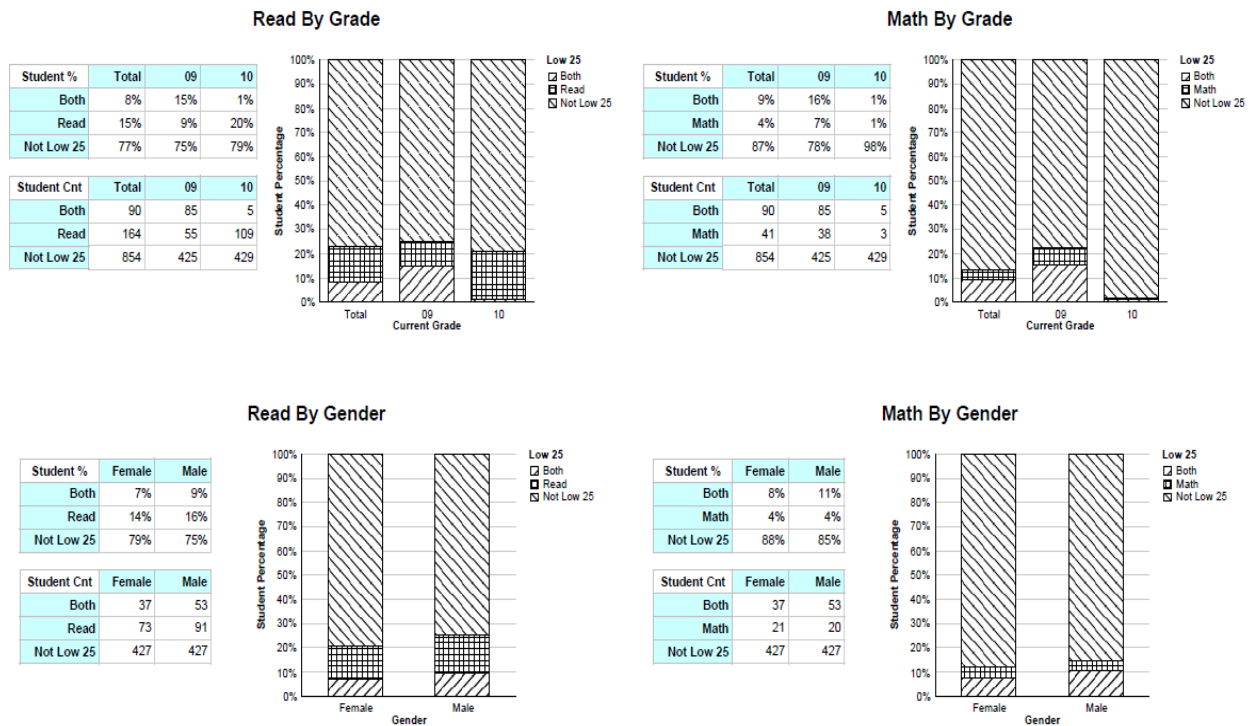 Read By Grade
Student % Total 09 10
Both 8% 15% 1%
Read 15% 9% 20%
Not Low 25 77% 75% 79%
Student Cnt Total 09 10
Both 90 85 5
Read 164 55 109
Not Low 25 854 425 429
Student Percentage
100%
90%
80%
70%
60%
50%
40%
30%
20%
10%
0%
Total 09 10
Current Grade
Low 25
Both
Read
Not Low 25
Math By Grade
Student % Total 09 10
Both 9% 16% 1%
Math 4% 7% 1%
Not Low 25 87% 78% 98%
Student Cnt Total 09 10
Both 90 85 5
Math 41 38 3
Not Low 25 854 425 429
Student Percentage
100%
90%
80%
70%
60%
50%
40%
30%
20%
10%
0%
Total 09 10
Current Grade
Low 25
Both
Math
Not Low 25
Read By Gender
Student % Female Male
Both 7% 9%
Read 14% 16%
Not Low 25 79% 75%
Student Cnt Female Male
Both 37 53
Read 73 91
Not Low 25 427 427
Student Percentage
100%
90%
80%
70%
60%
50%
40%
30%
20%
10%
0%
Female Male
Gender
Low 25
Both
Read
Not Low 25
Math By Gender
Student % Female Male
Both 8% 11%
Math 4% 4%
Not Low 25 88% 85%
Student Cnt Female Male
Both 37 53
Math 21 20
Not Low 25 427 427
Student Percentage
100%
90%
80%
70%
60%
50%
40%
30%
20%
10%
0%
Female Male
Gender
Low 25
Both
Math
Not Low 25